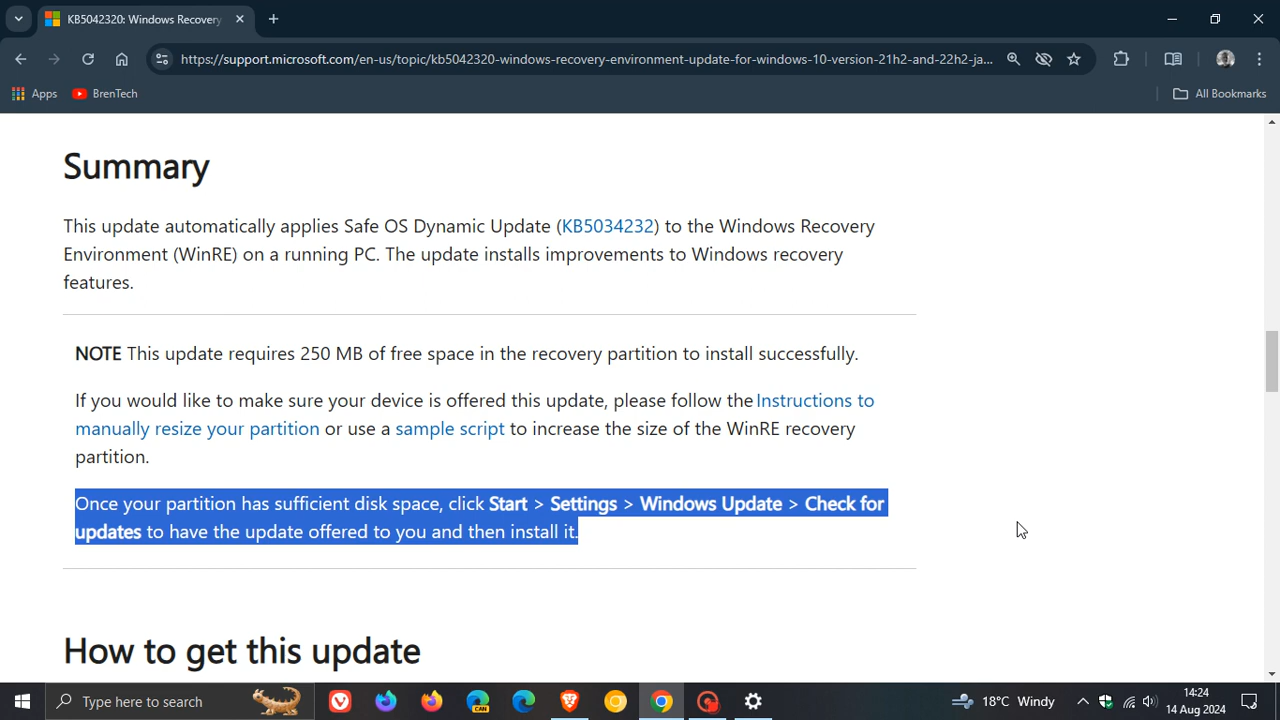 KB5042320: Windows Recovery
https://support.microsoft.com/en-us/topic/kb5042320-windows-recovery-environment-update-for-windows-10-version-21h2-and-22h2-ja...
Apps
BrenTech
All Bookmarks
Summary
This update automatically applies Safe OS Dynamic Update (KB5034232) to the Windows Recovery
Environment (WinRE) on a running PC. The update installs improvements to Windows recovery
features.
NOTE This update requires 250 MB of free space in the recovery partition to install successfully.
If you would like to make sure your device is offered this update, please follow the Instructions to
manually resize your partition or use a sample script to increase the size of the WinRE recovery
partition.
Once your partition has sufficient disk space, click Start > Settings > Windows Update > Check for
updates to have the update offered to you and then install it.
How to get this update
Type here to search
CAN
18°C Windy
14:24
14 Aug 2024